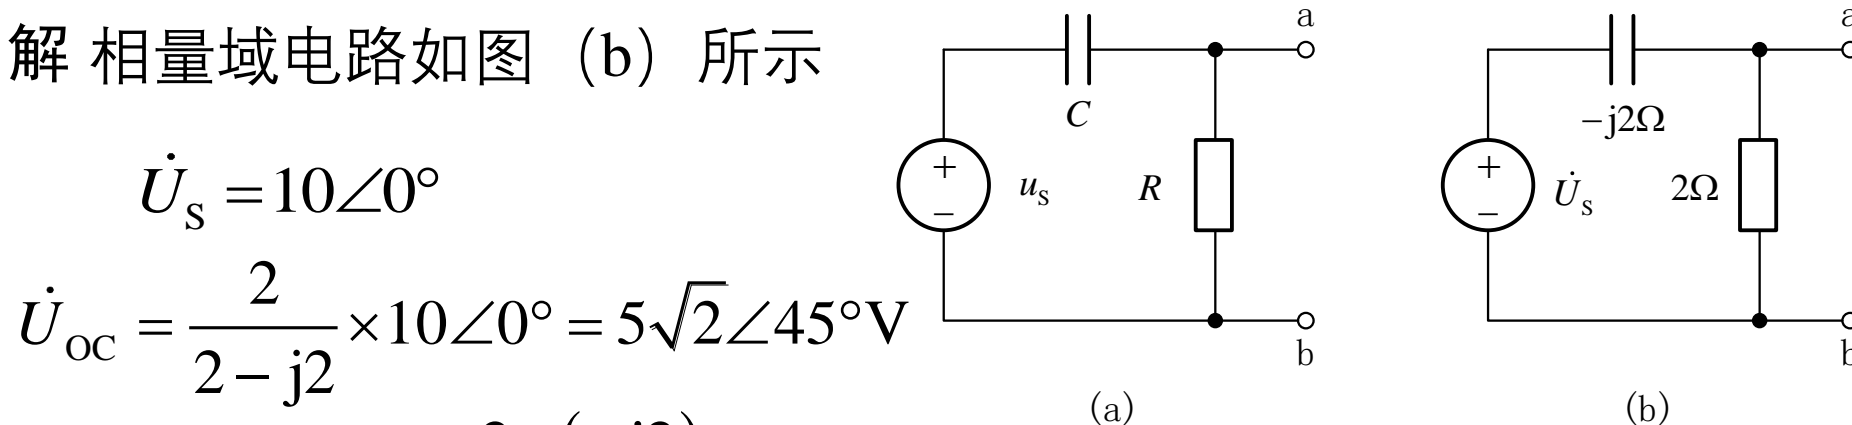 解 相量域电路如图（b）所示
U̇S = 10∠0°
U̇OC = 2/(2 − j2) × 10∠0° = 5√2∠45°V
a
C
+
−
uS
R
b
(a)
a
−j2Ω
+
−
U̇S
2Ω
b
(b)